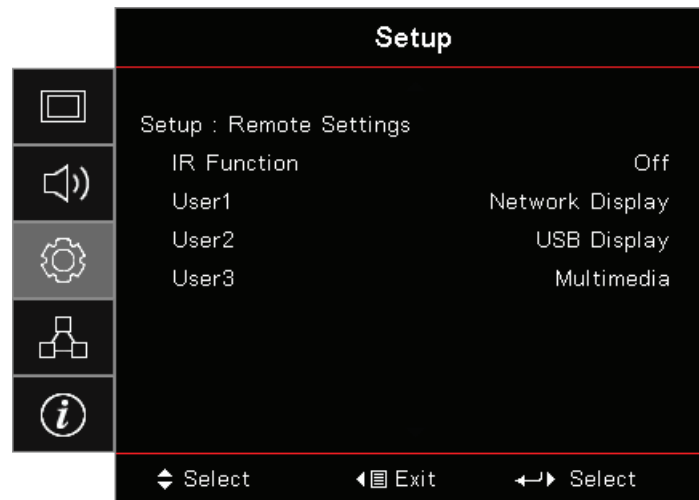 Setup
Setup : Remote Settings
IR Function Off
User1 Network Display
User2 USB Display
User3 Multimedia
Select Exit Select